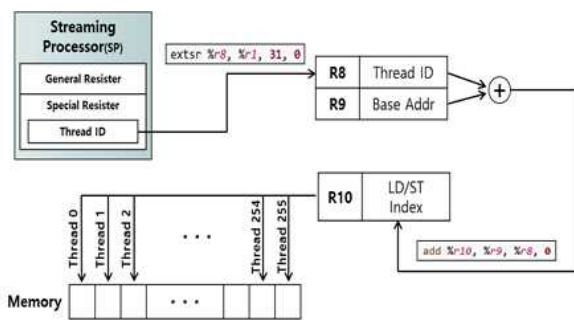 Streaming
Processor(SP)
General Resister
Special Resister
Thread ID
extsr %r8, %r1, 31, 0
R8 Thread ID
R9 Base Addr
+
R10 LD/ST
Index
add %r10, %r9, %r8, 0
Thread 0
Thread 1
Thread 2
...
Thread 254
Thread 255
Memory
...